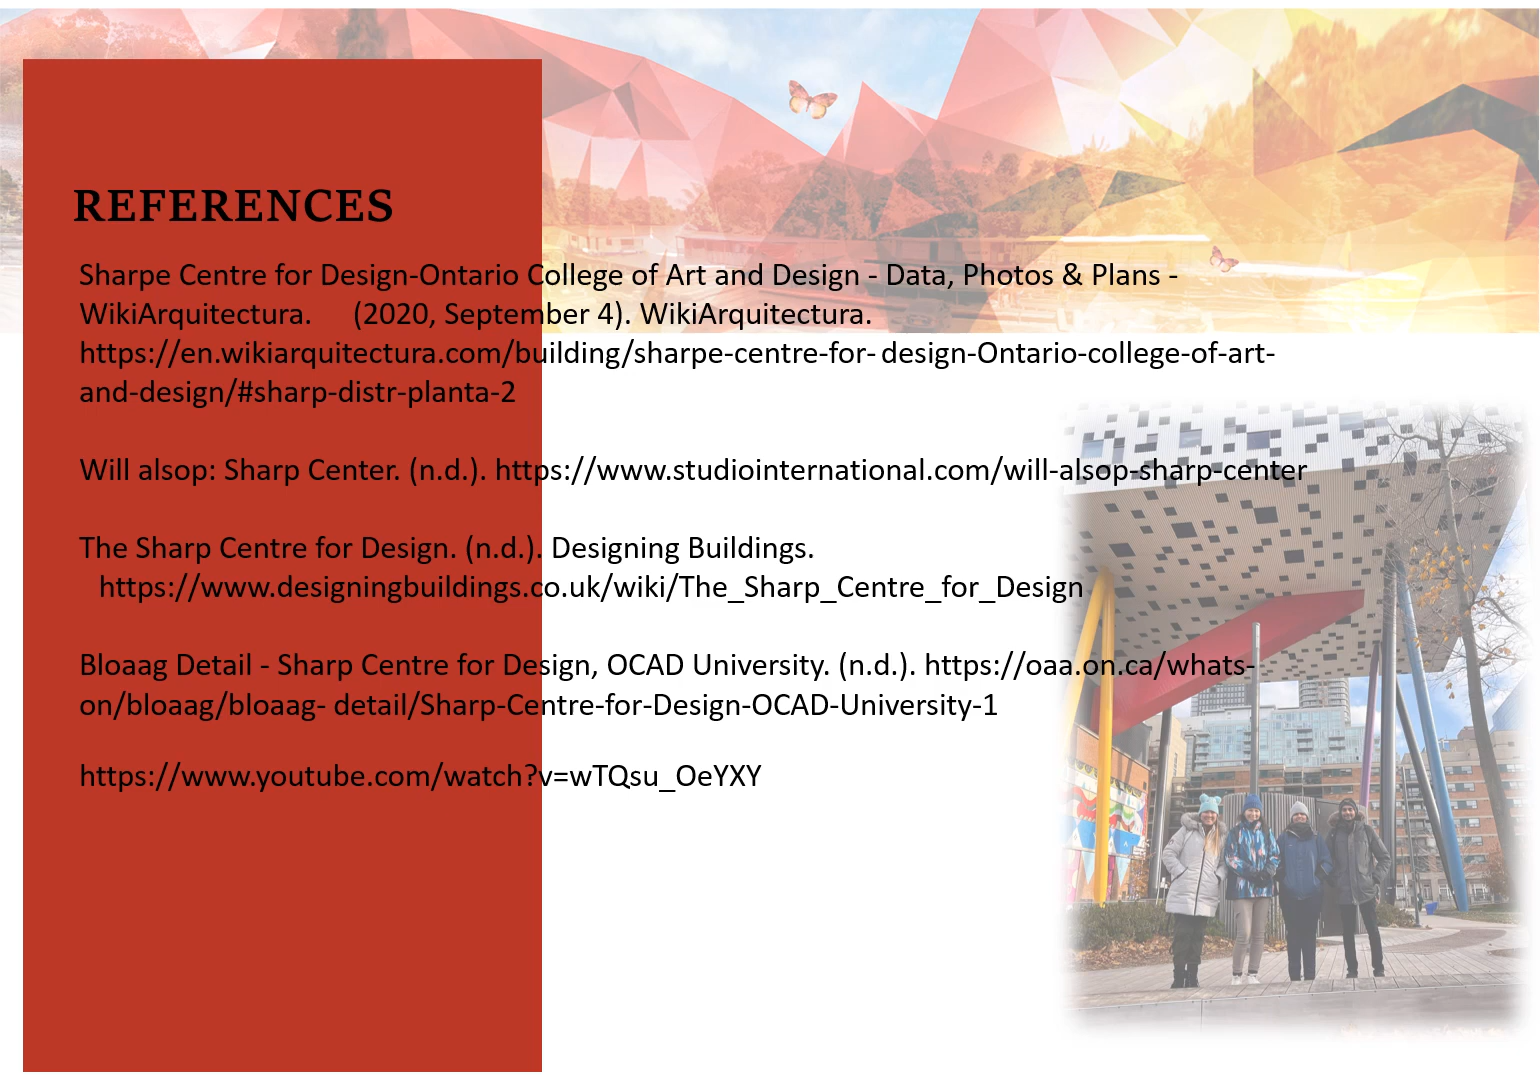 REFERENCES
Sharpe Centre for Design-Ontario College of Art and Design - Data, Photos & Plans -
WikiArquitectura. (2020, September 4). WikiArquitectura.
https://en.wikiarquitectura.com/building/sharpe-centre-for- design-Ontario-college-of-art-
and-design/#sharp-distr-planta-2
Will alsop: Sharp Center. (n.d.). https://www.studiointernational.com/will-alsop-sharp-center
The Sharp Centre for Design. (n.d.). Designing Buildings.
https://www.designingbuildings.co.uk/wiki/The_Sharp_Centre_for_Design
Bloaag Detail - Sharp Centre for Design, OCAD University. (n.d.). https://oaa.on.ca/whats-
on/bloaag/bloaag- detail/Sharp-Centre-for-Design-OCAD-University-1
https://www.youtube.com/watch?v=wTQsu_OeYXY